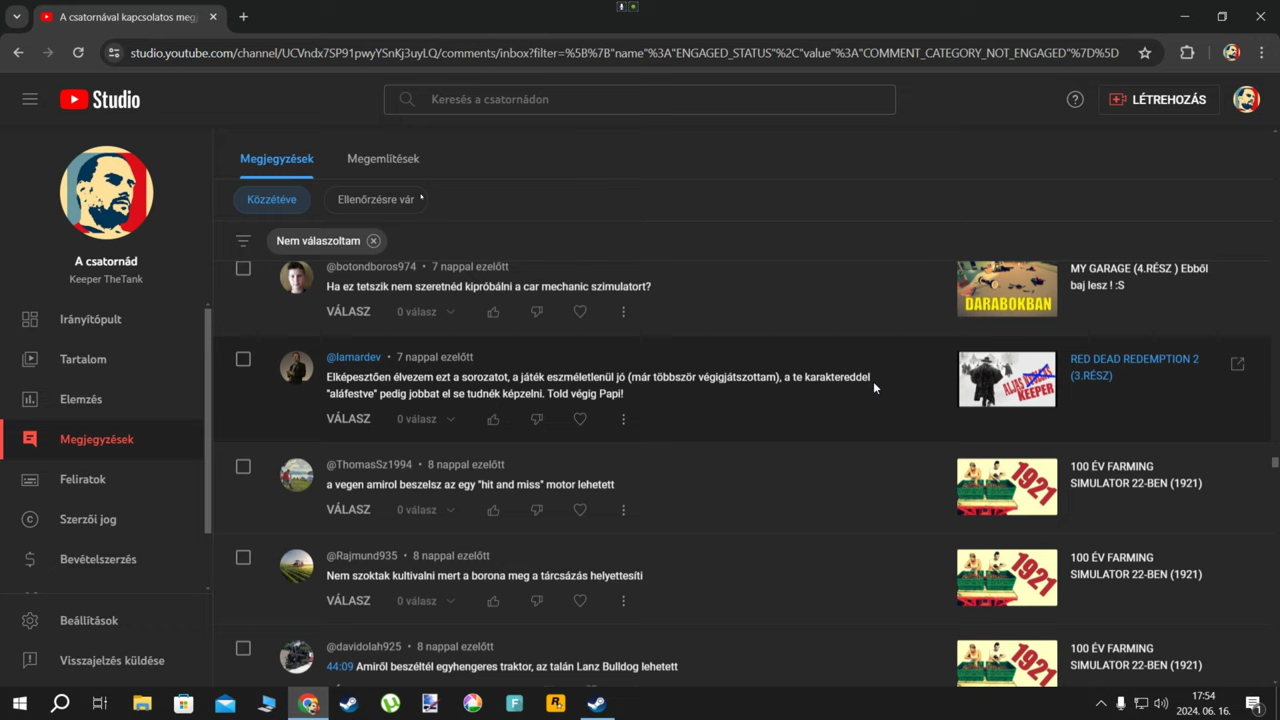 A csatornával kapcsolatos meg
studio.youtube.com/channel/UCVndx7SP91pwyYSnKj3uyLQ/comments/inbox?filter=%5B%7B"name"%3A"ENGAGED_STATUS"%2C"value"%3A"COMMENT_CATEGORY_NOT_ENGAGED"%7D%5D
Studio
Keresés a csatornádon
LÉTREHOZÁS
Megjegyzések
Megemlítések
Közzétéve
Ellenőrzésre vár
Nem válaszoltam
A csatornád
Keeper TheTank
Irányítópult
Tartalom
Elemzés
Megjegyzések
Feliratok
Szerzői jog
Bevételszerzés
Beállítások
Visszajelzés küldése
@botondboros974 • 7 nappal ezelőtt
Ha ez tetszik nem szeretnéd kipróbálni a car mechanic szimulatort?
VÁLASZ 0 válasz
DARABOKBAN
MY GARAGE (4.RÉSZ ) Ebből
baj lesz ! :S
@lamardev • 7 nappal ezelőtt
Elképesztően élvezem ezt a sorozatot, a játék eszméletlenül jó (már többször végigjátszottam), a te karaktereddel
"átitestve" pedig jobbat el se tudnék képzelni. Told végig Papi!
VÁLASZ 0 válasz
ALJAS
KEEPER
RED DEAD REDEMPTION 2
(3.RÉSZ)
@ThomasSz1994 • 8 nappal ezelőtt
a vegen amirol beszelsz az egy "hit and miss" motor lehetett
VÁLASZ 0 válasz
1921
100 ÉV FARMING
SIMULATOR 22-BEN (1921)
@Rajmund935 • 8 nappal ezelőtt
Nem szoktak kultivalni mert a borona meg a tárcsázás helyettesíti
VÁLASZ 0 válasz
1921
100 ÉV FARMING
SIMULATOR 22-BEN (1921)
@davidolah925 • 8 nappal ezelőtt
44:09 Amiről beszéltél egyhengeres traktor, az talán Lanz Bulldog lehetett
1921
100 ÉV FARMING
SIMULATOR 22-BEN (1921)
17:54
2024. 06. 16.